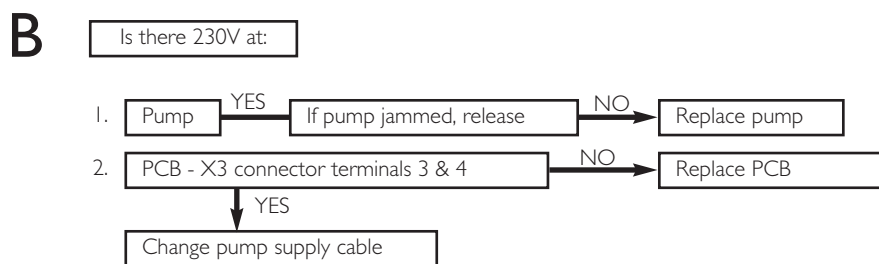 B
Is there 230V at:
1. Pump YES If pump jammed, release NO Replace pump
2. PCB - X3 connector terminals 3 & 4 NO Replace PCB
YES
Change pump supply cable